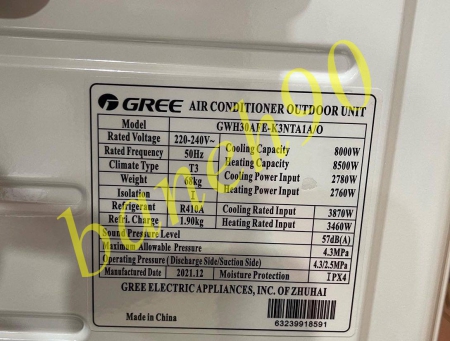 GREE AIR CONDITIONER OUTDOOR UNIT
Model GWH30AFE-K3NTA1A/O
Rated Voltage 220-240V~ Cooling Capacity 8000W
Rated Frequency 50Hz Heating Capacity 8500W
Climate Type T3 Cooling Power Input 2780W
Weight 68kg Heating Power Input 2760W
Isolation I
Refrigerant R410A Cooling Rated Input 3870W
Refri. Charge 1.90kg Heating Rated Input 3460W
Sound Pressure Level 57dB(A)
Maximum Allowable Pressure 4.3MPa
Operating Pressure(Discharge Side/Suction Side) 4.3/2.5MPa
Manufactured Date 2021.12 Moisture Protection IPX4
GREE ELECTRIC APPLIANCES, INC. OF ZHUHAI
Made in China
63239918591